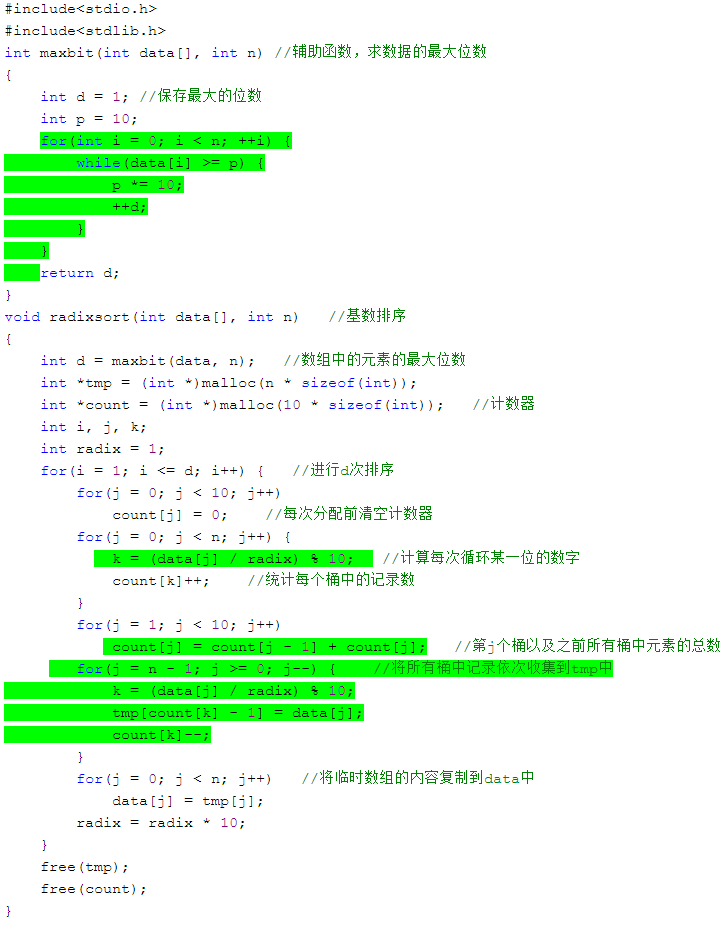 #include<stdio.h>
#include<stdlib.h>
int maxbit(int data[], int n) //辅助函数，求数据的最大位数
{
    int d = 1; //保存最大的位数
    int p = 10;
    for(int i = 0; i < n; ++i) {
        while(data[i] >= p) {
            p *= 10;
            ++d;
        }
    }
    return d;
}
void radixsort(int data[], int n)   //基数排序
{
    int d = maxbit(data, n);   //数组中的元素的最大位数
    int *tmp = (int *)malloc(n * sizeof(int));
    int *count = (int *)malloc(10 * sizeof(int));   //计数器
    int i, j, k;
    int radix = 1;
    for(i = 1; i <= d; i++) {   //进行d次排序
        for(j = 0; j < 10; j++)
            count[j] = 0;    //每次分配前清空计数器
        for(j = 0; j < n; j++) {
            k = (data[j] / radix) % 10;   //计算每次循环某一位的数字
            count[k]++;    //统计每个桶中的记录数
        }
        for(j = 1; j < 10; j++)
            count[j] = count[j - 1] + count[j];   //第j个桶以及之前所有桶中元素的总数
        for(j = n - 1; j >= 0; j--) {    //将所有桶中记录依次收集到tmp中
            k = (data[j] / radix) % 10;
            tmp[count[k] - 1] = data[j];
            count[k]--;
        }
        for(j = 0; j < n; j++)   //将临时数组的内容复制到data中
            data[j] = tmp[j];
        radix = radix * 10;
    }
    free(tmp);
    free(count);
}